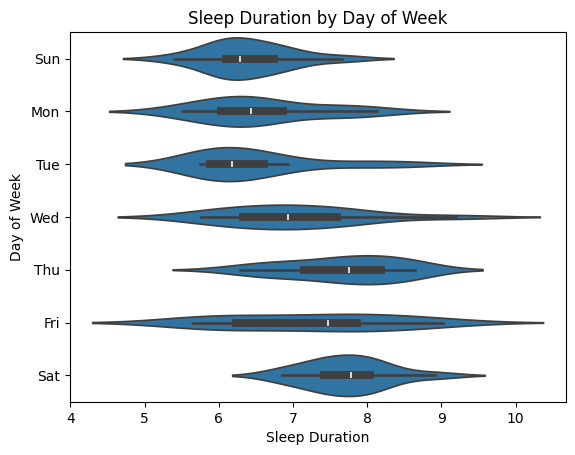 Sleep Duration by Day of Week
Sun
Mon
Tue
Wed
Thu
Fri
Sat
Day of Week
4 5 6 7 8 9 10
Sleep Duration